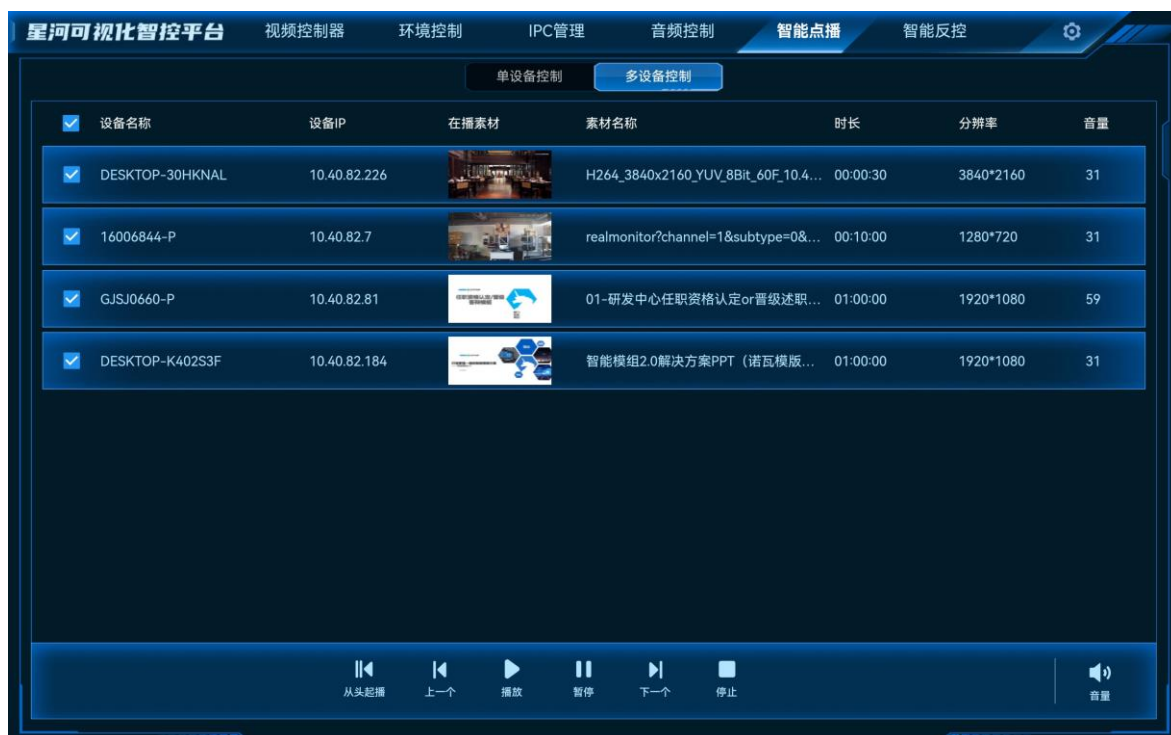 星河可视化智控平台 视频控制器 环境控制 IPC管理 音频控制 智能点播 智能反控
单设备控制 多设备控制
设备名称 设备IP 在播素材 素材名称 时长 分辨率 音量
DESKTOP-30HKNAL 10.40.82.226 H264_3840x2160_YUV_8Bit_60F_10.4... 00:00:30 3840*2160 31
16006844-P 10.40.82.7 realmonitor?channel=1&subtype=0&... 00:10:00 1280*720 31
GJSJ0660-P 10.40.82.81 01-研发中心任职资格认定or晋级述职... 01:00:00 1920*1080 59
DESKTOP-K402S3F 10.40.82.184 智能模组2.0解决方案PPT（诺瓦模版... 01:00:00 1920*1080 31
从头起播 上一个 播放 暂停 下一个 停止 音量